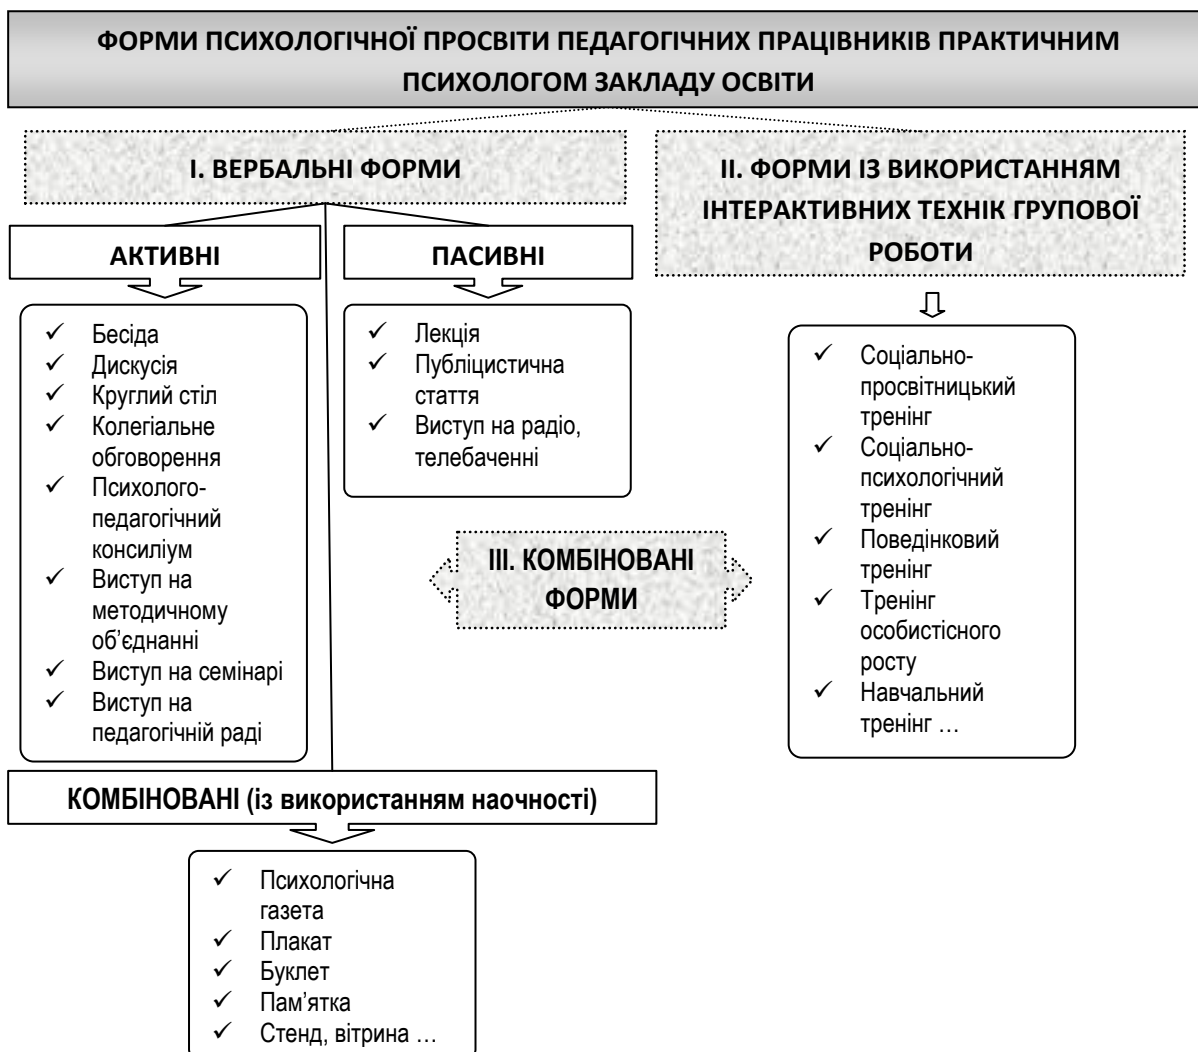 ФОРМИ ПСИХОЛОГІЧНОЇ ПРОСВІТИ ПЕДАГОГІЧНИХ ПРАЦІВНИКІВ ПРАКТИЧНИМ
ПСИХОЛОГОМ ЗАКЛАДУ ОСВІТИ
І. ВЕРБАЛЬНІ ФОРМИ
АКТИВНІ
✓ Бесіда
✓ Дискусія
✓ Круглий стіл
✓ Колегіальне
обговорення
✓ Психолого-
педагогічний
консиліум
✓ Виступ на
методичному
об’єднанні
✓ Виступ на семінарі
✓ Виступ на
педагогічній раді
ПАСИВНІ
✓ Лекція
✓ Публіцистична
стаття
✓ Виступ на радіо,
телебаченні
КОМБІНОВАНІ (із використанням наочності)
✓ Психологічна
газета
✓ Плакат
✓ Буклет
✓ Пам’ятка
✓ Стенд, вітрина …
ІІ. ФОРМИ ІЗ ВИКОРИСТАННЯМ
ІНТЕРАКТИВНИХ ТЕХНІК ГРУПОВОЇ
РОБОТИ
✓ Соціально-
просвітницький
тренінг
✓ Соціально-
психологічний
тренінг
✓ Поведінковий
тренінг
✓ Тренінг
особистісного
росту
✓ Навчальний
тренінг …
ІІІ. КОМБІНОВАНІ
ФОРМИ